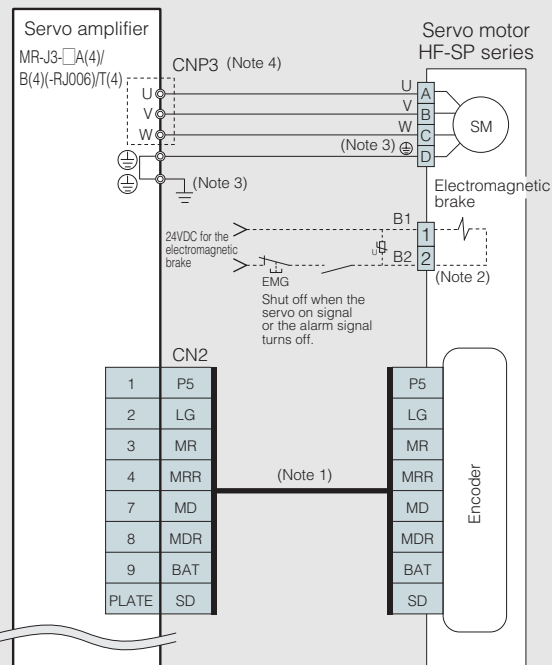 Servo amplifier
MR-J3-□A(4)/
B(4)(-RJ006)/T(4)
CNP3 (Note 4)
Servo motor
HF-SP series
U
V
W
U
V
W
(Note 3)
A
B
C
D
SM
(Note 3)
Electromagnetic
brake
24VDC for the
electromagnetic
brake
B1
B2
1
2
U
EMG
(Note 2)
Shut off when the
servo on signal
or the alarm signal
turns off.
CN2
1 P5 P5
2 LG LG
3 MR MR
4 MRR (Note 1) MRR
7 MD MD
8 MDR MDR
9 BAT BAT
PLATE SD SD
Encoder